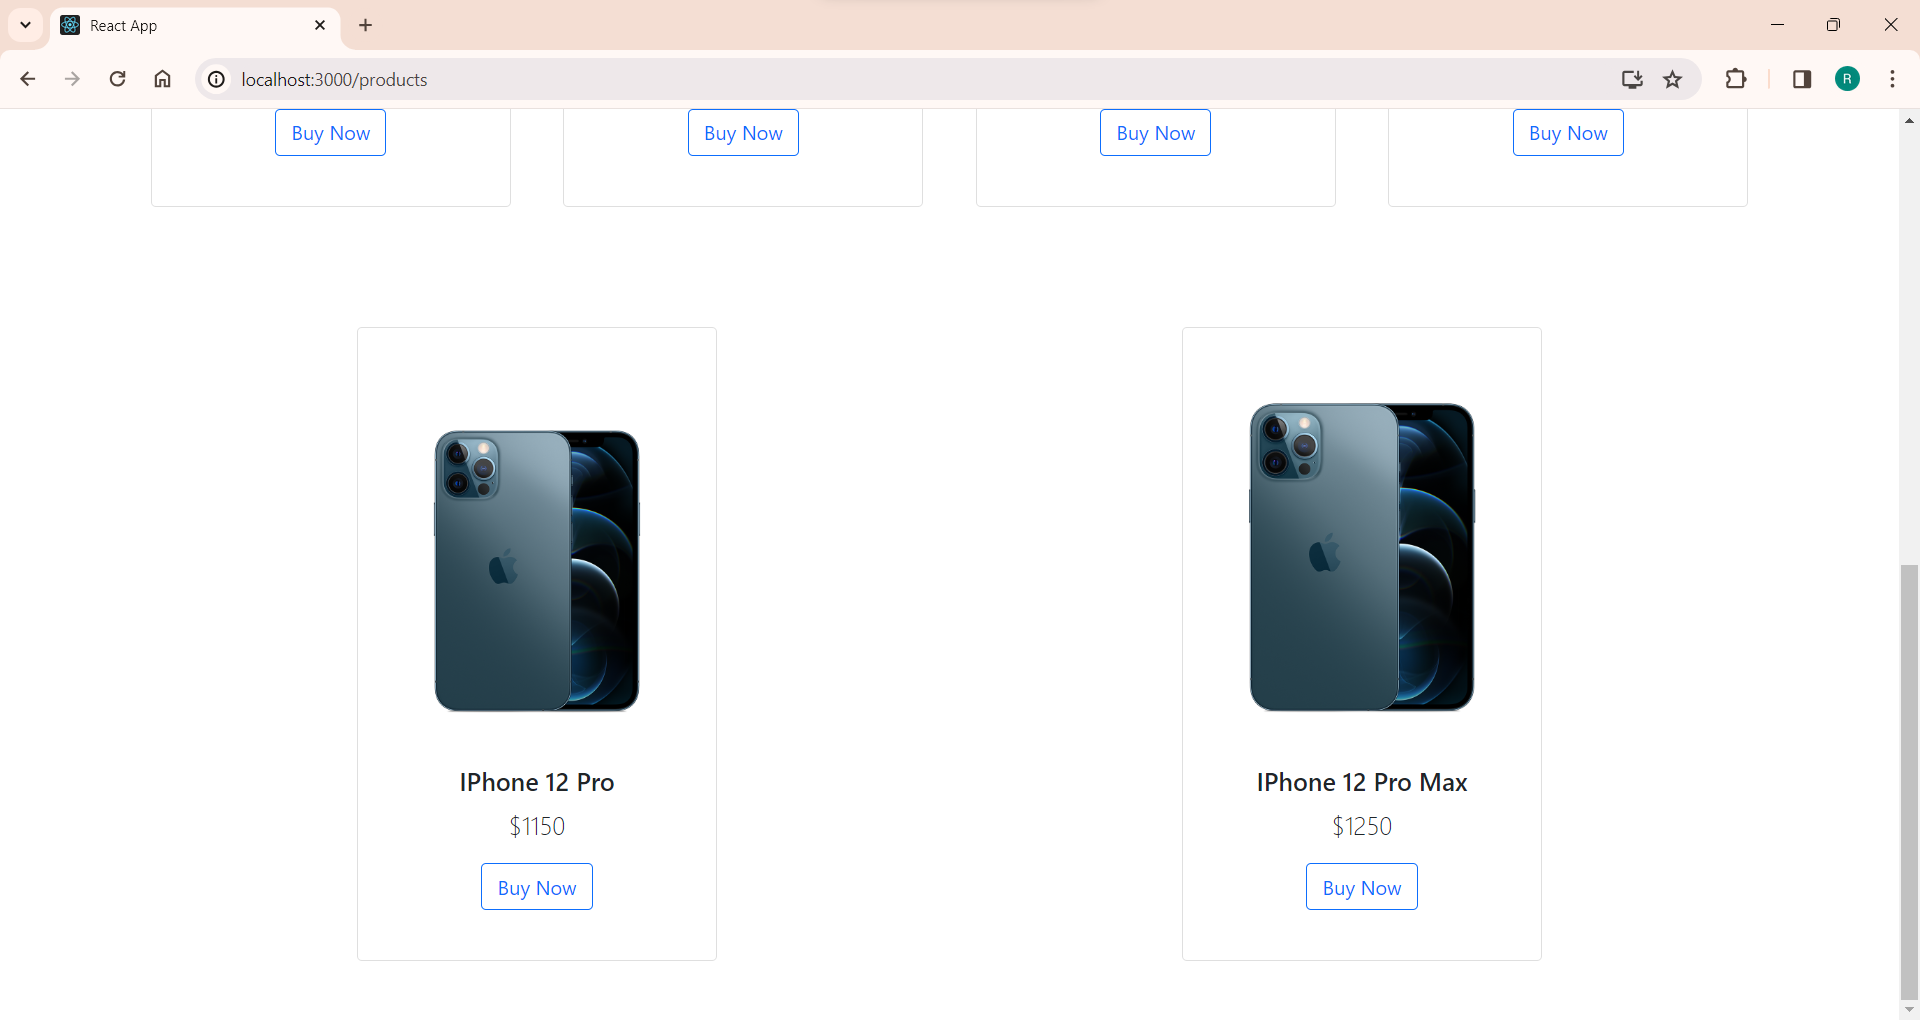 React App
localhost:3000/products
R
Buy Now Buy Now Buy Now Buy Now
IPhone 12 Pro IPhone 12 Pro Max
$1150 $1250
Buy Now Buy Now